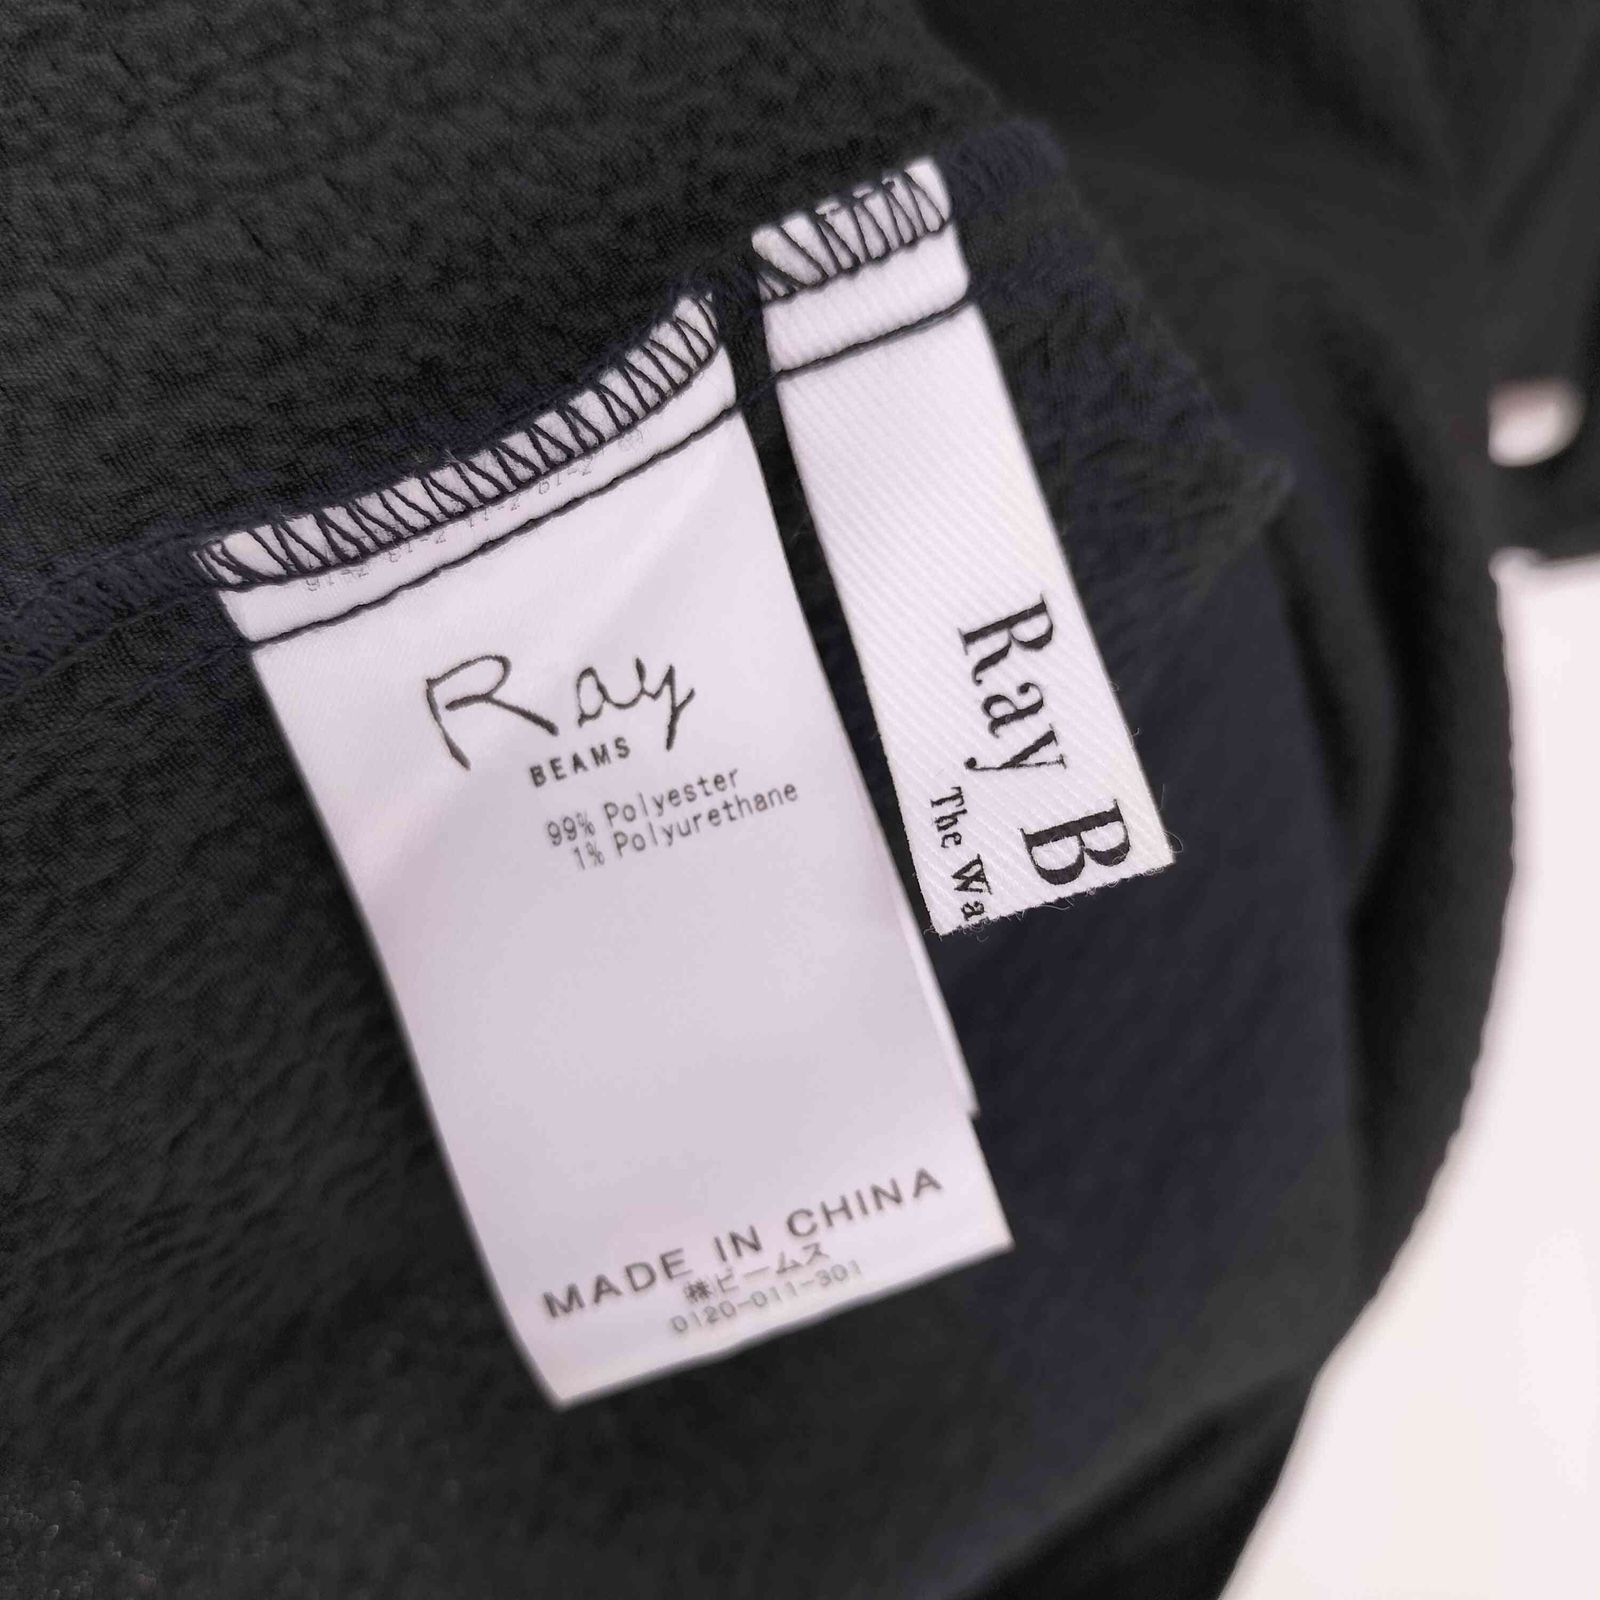 Ray
BEAMS
99% Polyester
1% Polyurethane
MADE IN CHINA
㈱ビームス
0120-011-301
Ray B
The Wa